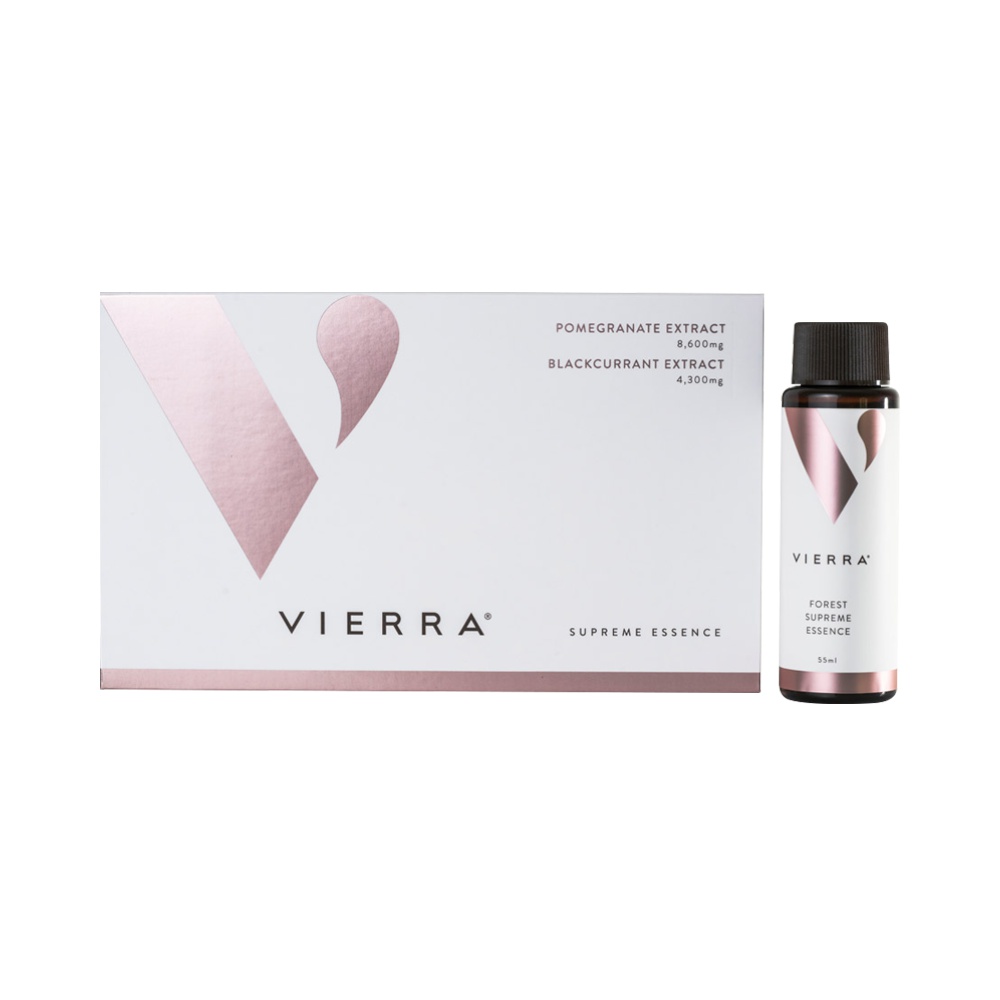 POMEGRANATE EXTRACT
8,600mg
BLACKCURRANT EXTRACT
4,300mg
VIERRA®
SUPREME ESSENCE
VIERRA®
FOREST
SUPREME
ESSENCE
55ml